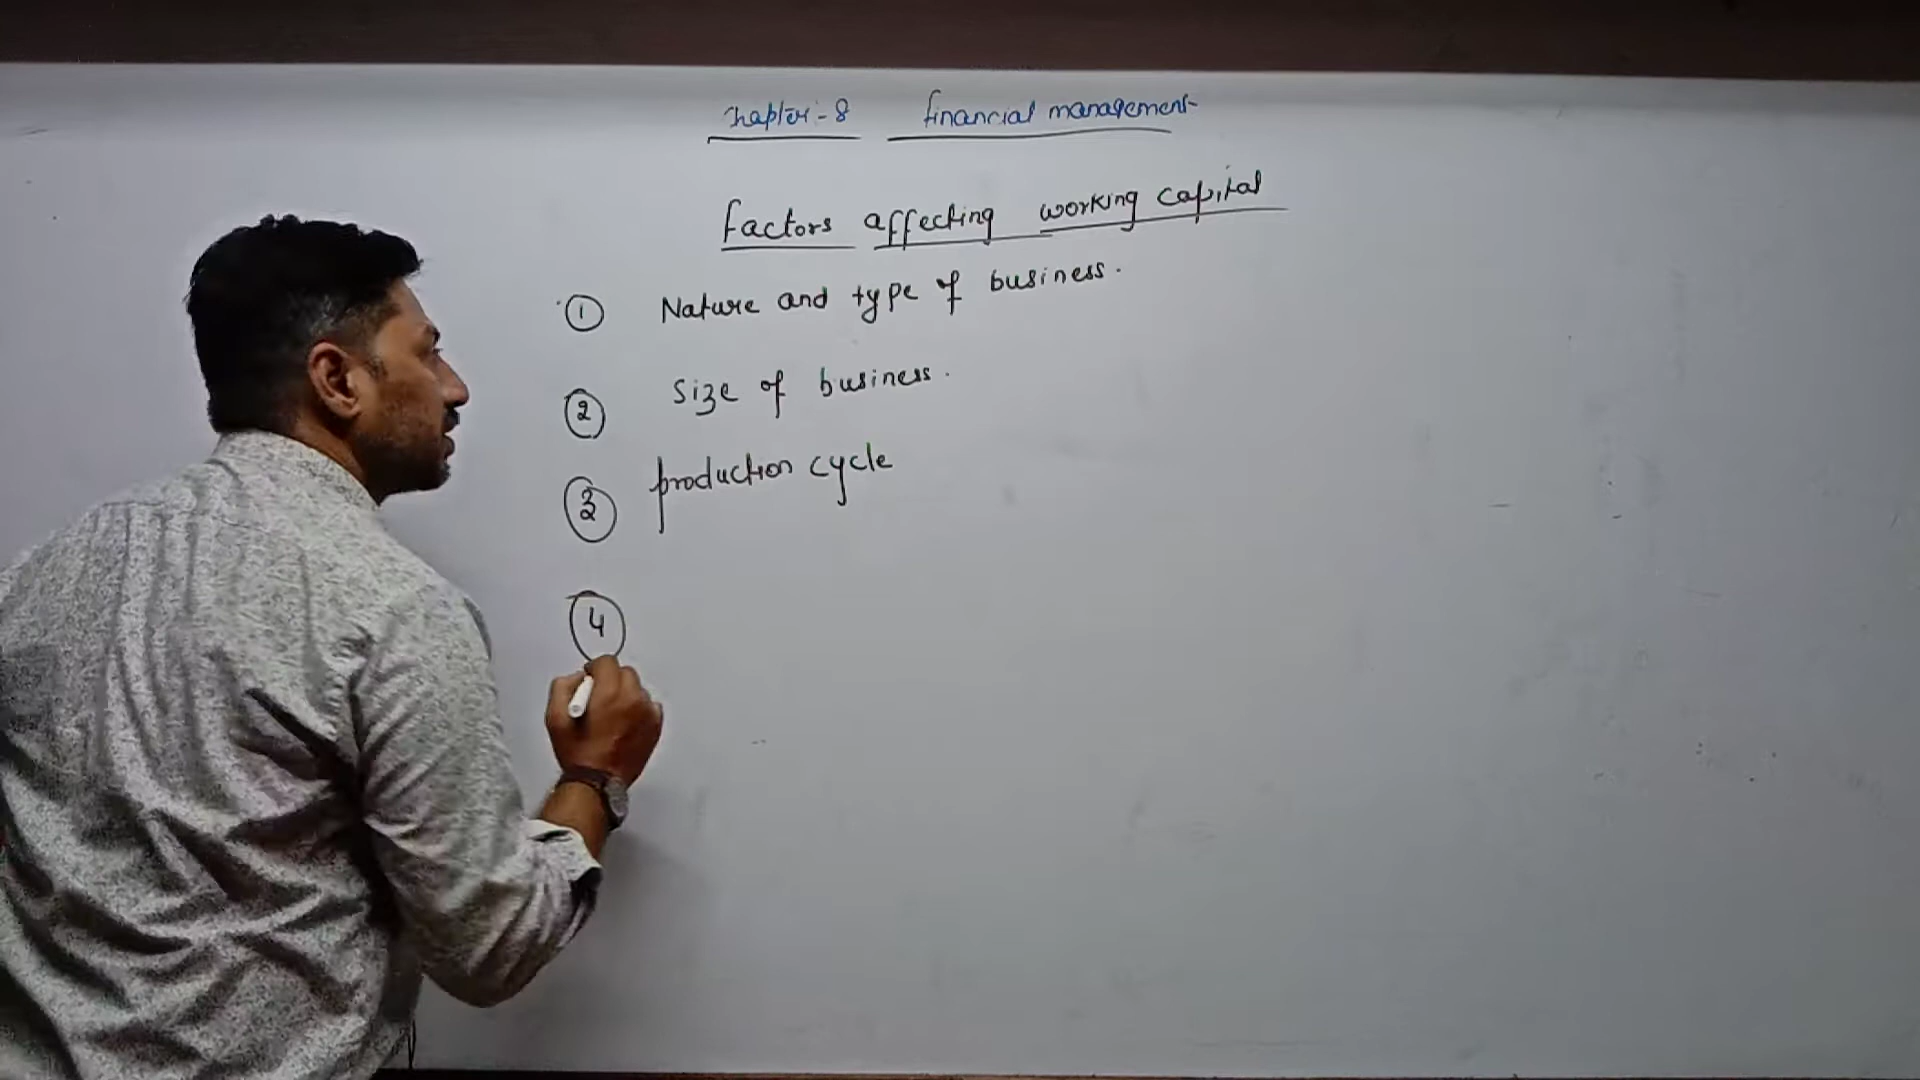 Chapter - 8 financial management
factors affecting working capital
① Nature and type of business.
② Size of business.
③ production cycle
④